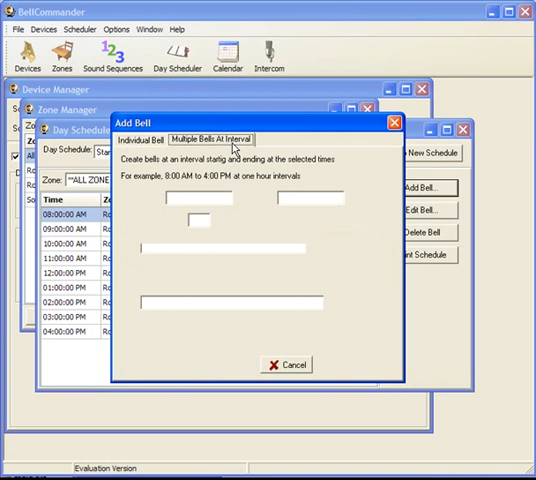 BellCommander
File Devices Scheduler Options Window Help
Devices Zones Sound Sequences Day Scheduler Calendar Intercom
123
Device Manager
Zone Manager
Day Schedule
Day Schedule:
New Schedule
Zone: **ALL ZONE
Add Bell...
Edit Bell...
Delete Bell
Schedule
Time
08:00:00 AM
09:00:00 AM
10:00:00 AM
11:00:00 AM
12:00:00 PM
01:00:00 PM
02:00:00 PM
03:00:00 PM
04:00:00 PM
Add Bell
Individual Bell Multiple Bells At Interval
Create bells at an interval startig and ending at the selected times
For example, 8:00 AM to 4:00 PM at one hour intervals
Cancel
Evaluation Version